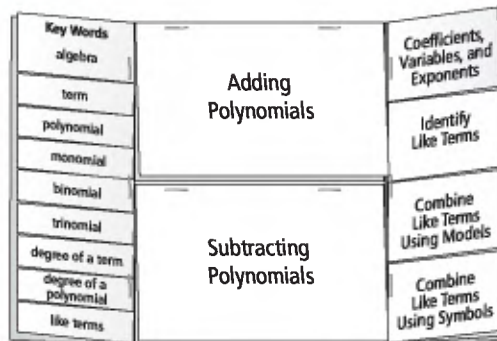 Key Words
algebra
term
polynomial
monomial
binomial
trinomial
degree of a term
degree of a
polynomial
like terms
Adding
Polynomials
Subtracting
Polynomials
Coefficients,
Variables, and
Exponents
Identify
Like Terms
Combine
Like Terms
Using Models
Combine
Like Terms
Using Symbols